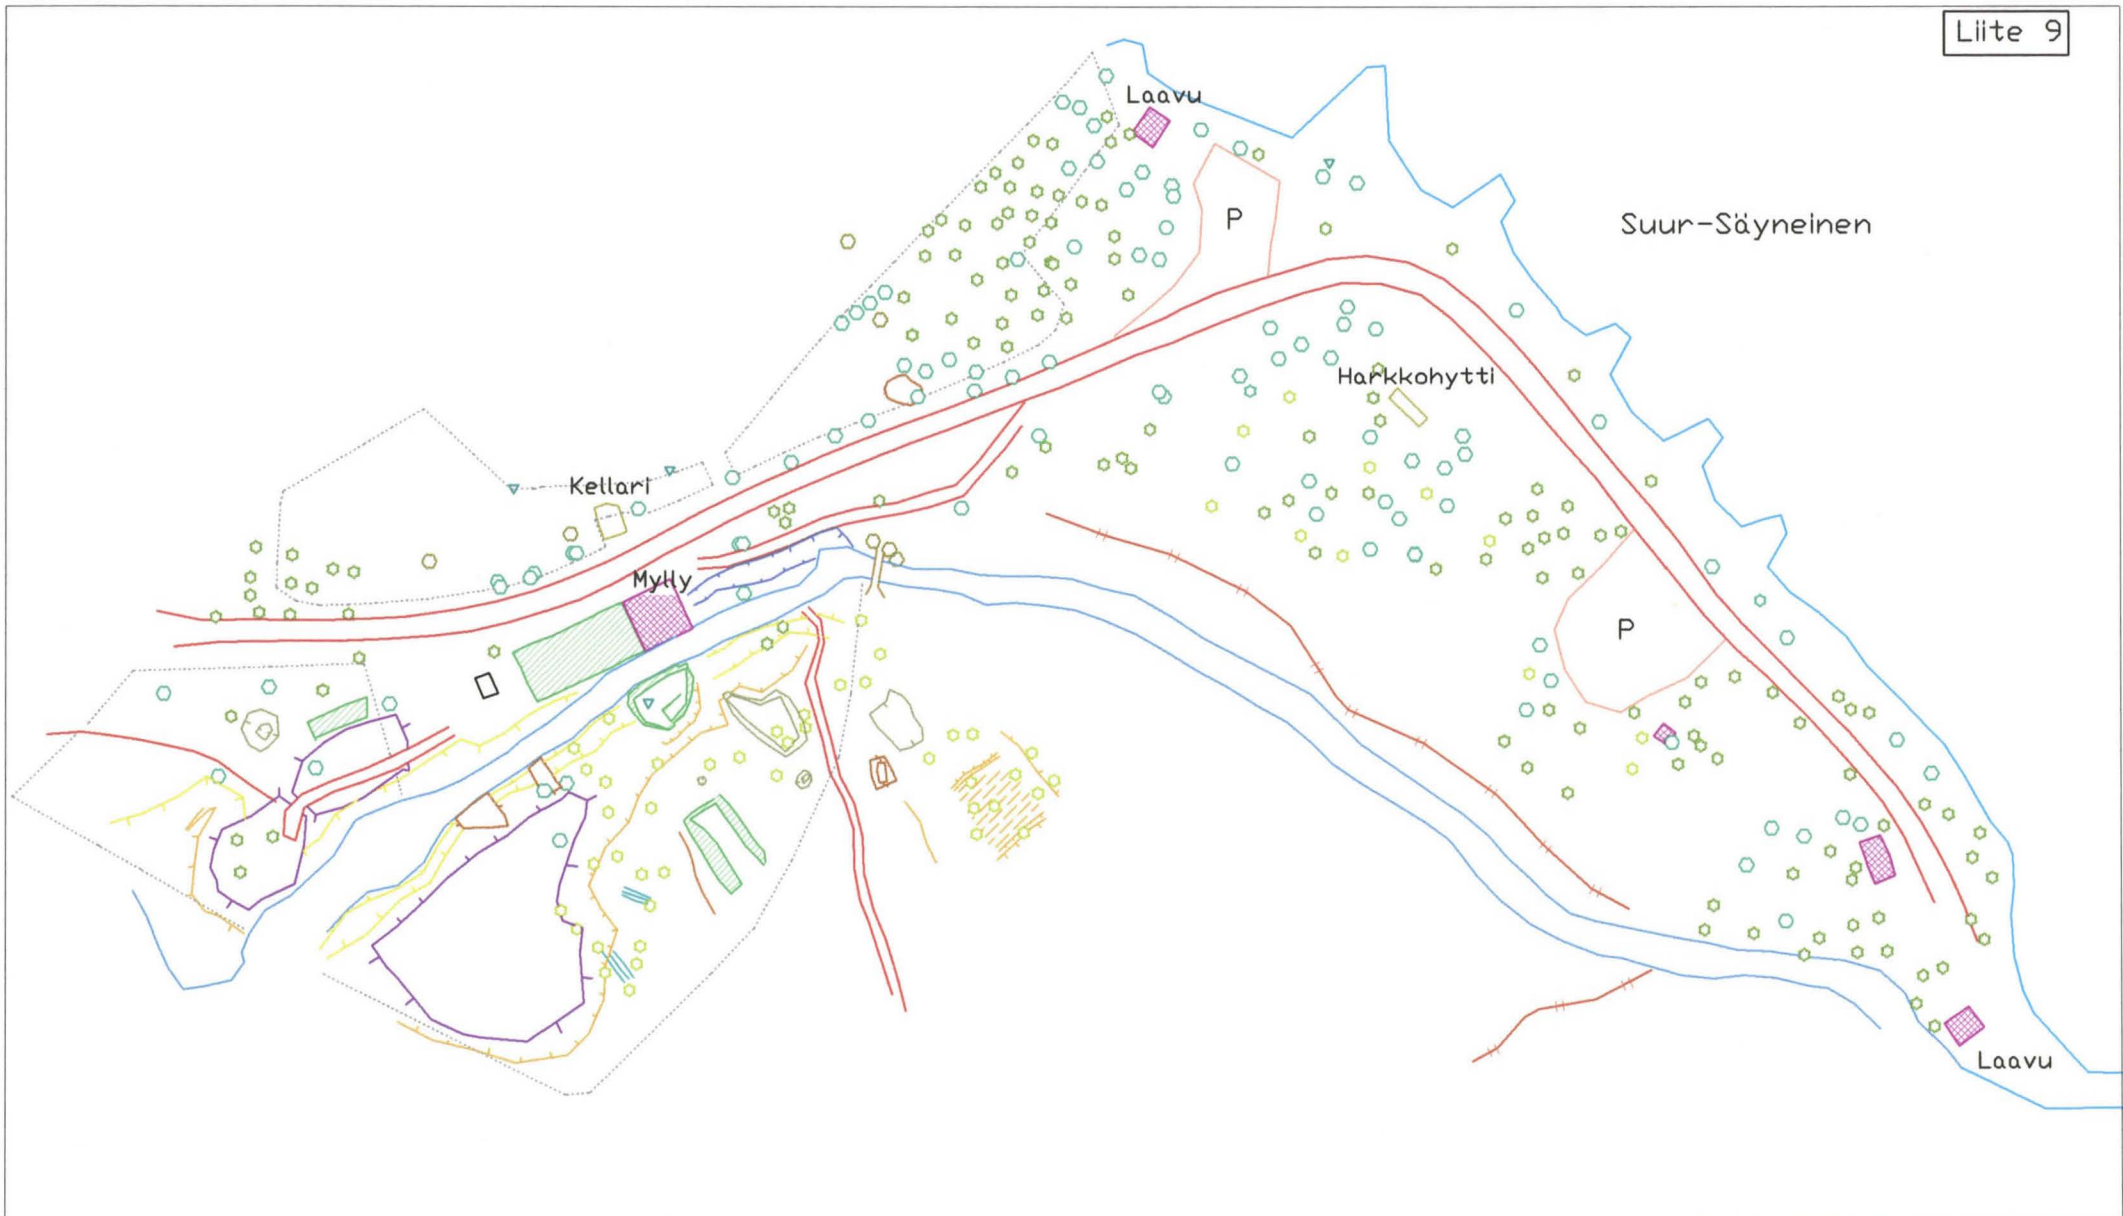 Liite 9
Laavu
P
Suur-Säyneinen
Harkkohytti
Kellari
Mylly
P
Laavu